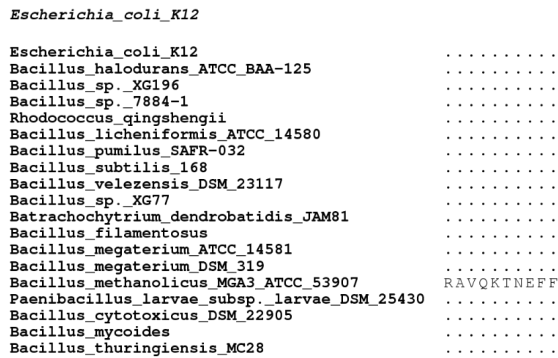 Escherichia_coli_K12
Escherichia_coli_K12 . . . . . . . . . .
Bacillus_halodurans_ATCC_BAA-125 . . . . . . . . . .
Bacillus_sp._XG196 . . . . . . . . . .
Bacillus_sp._7884-1 . . . . . . . . . .
Rhodococcus_qingshengii . . . . . . . . . .
Bacillus_licheniformis_ATCC_14580 . . . . . . . . . .
Bacillus_pumilus_SAFR-032 . . . . . . . . . .
Bacillus_subtilis_168 . . . . . . . . . .
Bacillus_velezensis_DSM_23117 . . . . . . . . . .
Bacillus_sp._XG77 . . . . . . . . . .
Batrachochytrium_dendrobatidis_JAM81 . . . . . . . . . .
Bacillus_filamentosus . . . . . . . . . .
Bacillus_megaterium_ATCC_14581 . . . . . . . . . .
Bacillus_megaterium_DSM_319 . . . . . . . . . .
Bacillus_methanolicus_MGA3_ATCC_53907 R A V Q K T N E F F
Paenibacillus_larvae_subsp._larvae_DSM_25430 . . . . . . . . . .
Bacillus_cytotoxicus_DSM_22905 . . . . . . . . . .
Bacillus_mycoides . . . . . . . . . .
Bacillus_thuringiensis_MC28 . . . . . . . . . .